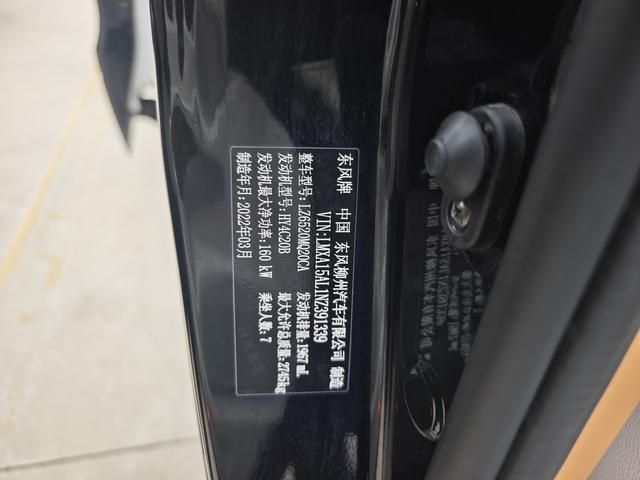 东风牌 中国 东风柳州汽车有限公司 制造
VIN:LMXA15AL1NZ391339
整车型号:LZ6520MQ20CA 发动机排量:1967 mL
发动机型号:HY4C20B 最大允许总质量:2745kg
发动机最大净功率:160 kW 乘坐人数:7
制造年月:2022年03月